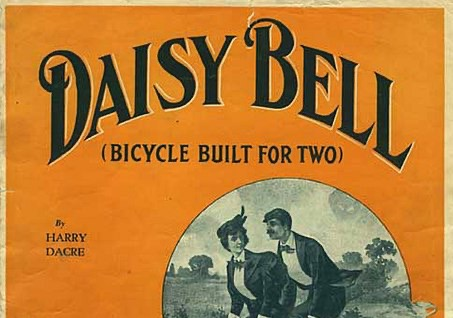 DAISY BELL
(BICYCLE BUILT FOR TWO)
By
HARRY
DACRE